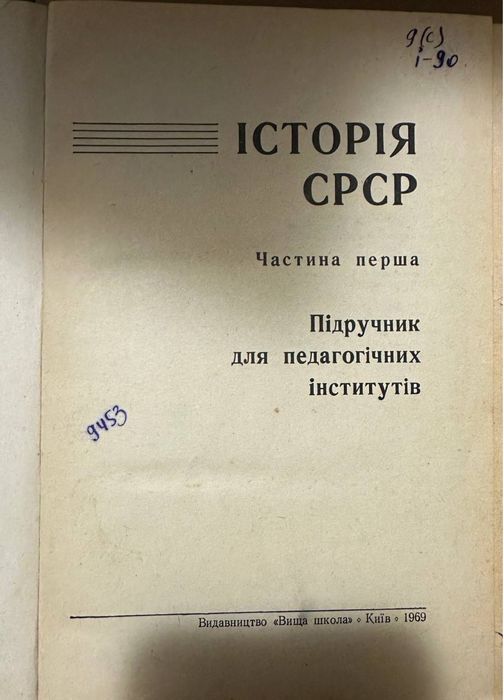 9(с)
і-90
ІСТОРІЯ
СРСР
Частина перша
Підручник
для педагогічних
інститутів
9453
Видавництво «Вища школа» ◦ Київ ◦ 1969